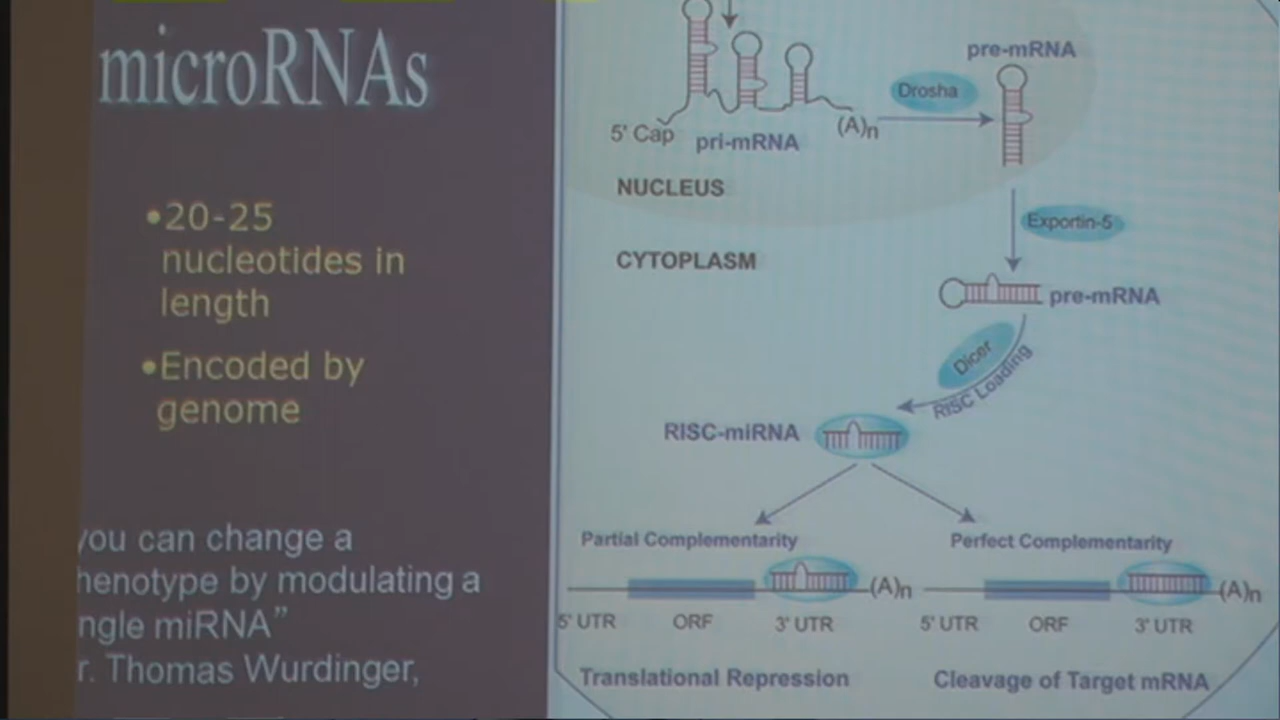 microRNAs
•20-25
nucleotides in
length
•Encoded by
genome
you can change a
henotype by modulating a
ngle miRNA”
r. Thomas Wurdinger,
pre-mRNA
Drosha
5' Cap
pri-mRNA
(A)n
NUCLEUS
Exportin-5
CYTOPLASM
pre-mRNA
Dicer
RISC Loading
RISC-miRNA
Partial Complementarity
Perfect Complementarity
(A)n
(A)n
5' UTR ORF 3' UTR
5' UTR ORF 3' UTR
Translational Repression
Cleavage of Target mRNA